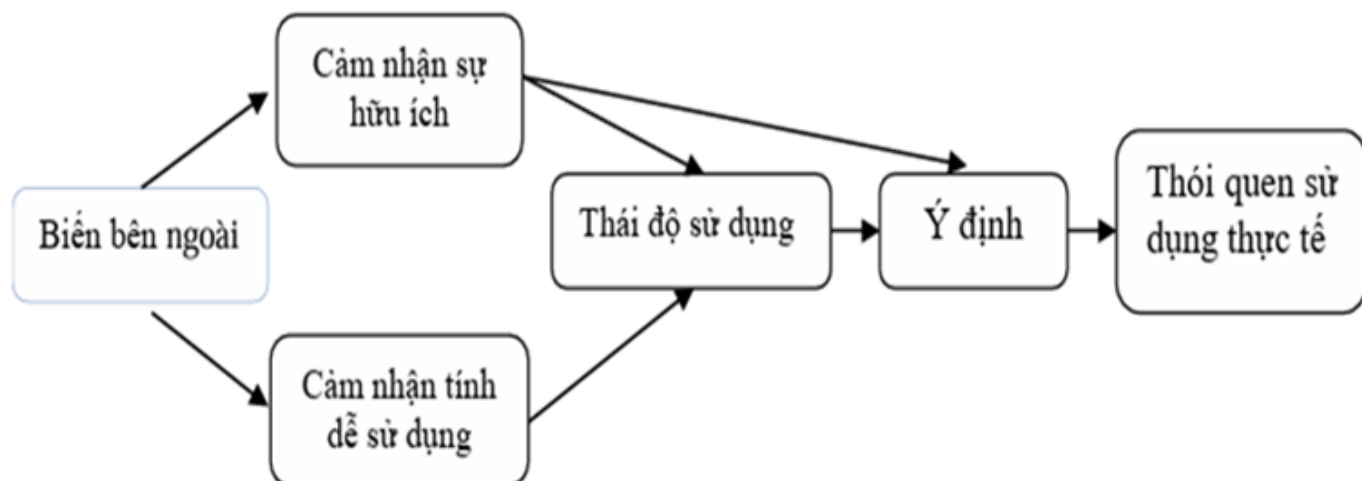 Cảm nhận sự
hữu ích
Biến bên ngoài
Thái độ sử dụng
Ý định
Thói quen sử
dụng thực tế
Cảm nhận tính
dễ sử dụng